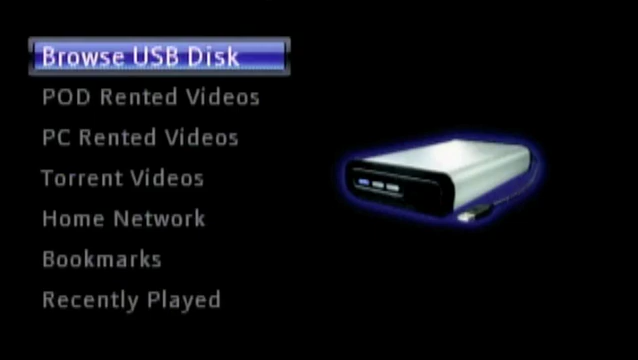 Browse USB Disk
POD Rented Videos
PC Rented Videos
Torrent Videos
Home Network
Bookmarks
Recently Played